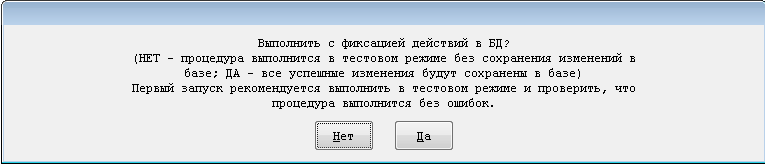 Выполнить с фиксацией действий в БД?
(НЕТ - процедура выполнится в тестовом режиме без сохранения изменений в
базе; ДА - все успешные изменения будут сохранены в базе)
Первый запуск рекомендуется выполнить в тестовом режиме и проверить, что
процедура выполнится без ошибок.
Нет Да